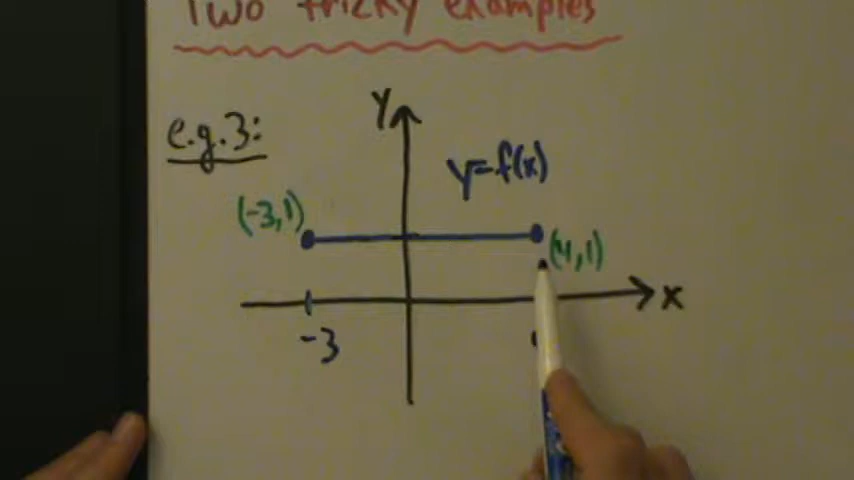 Two tricky examples
e.g.3:
Y
y=f(x)
(-3,1)
(4,1)
x
-3